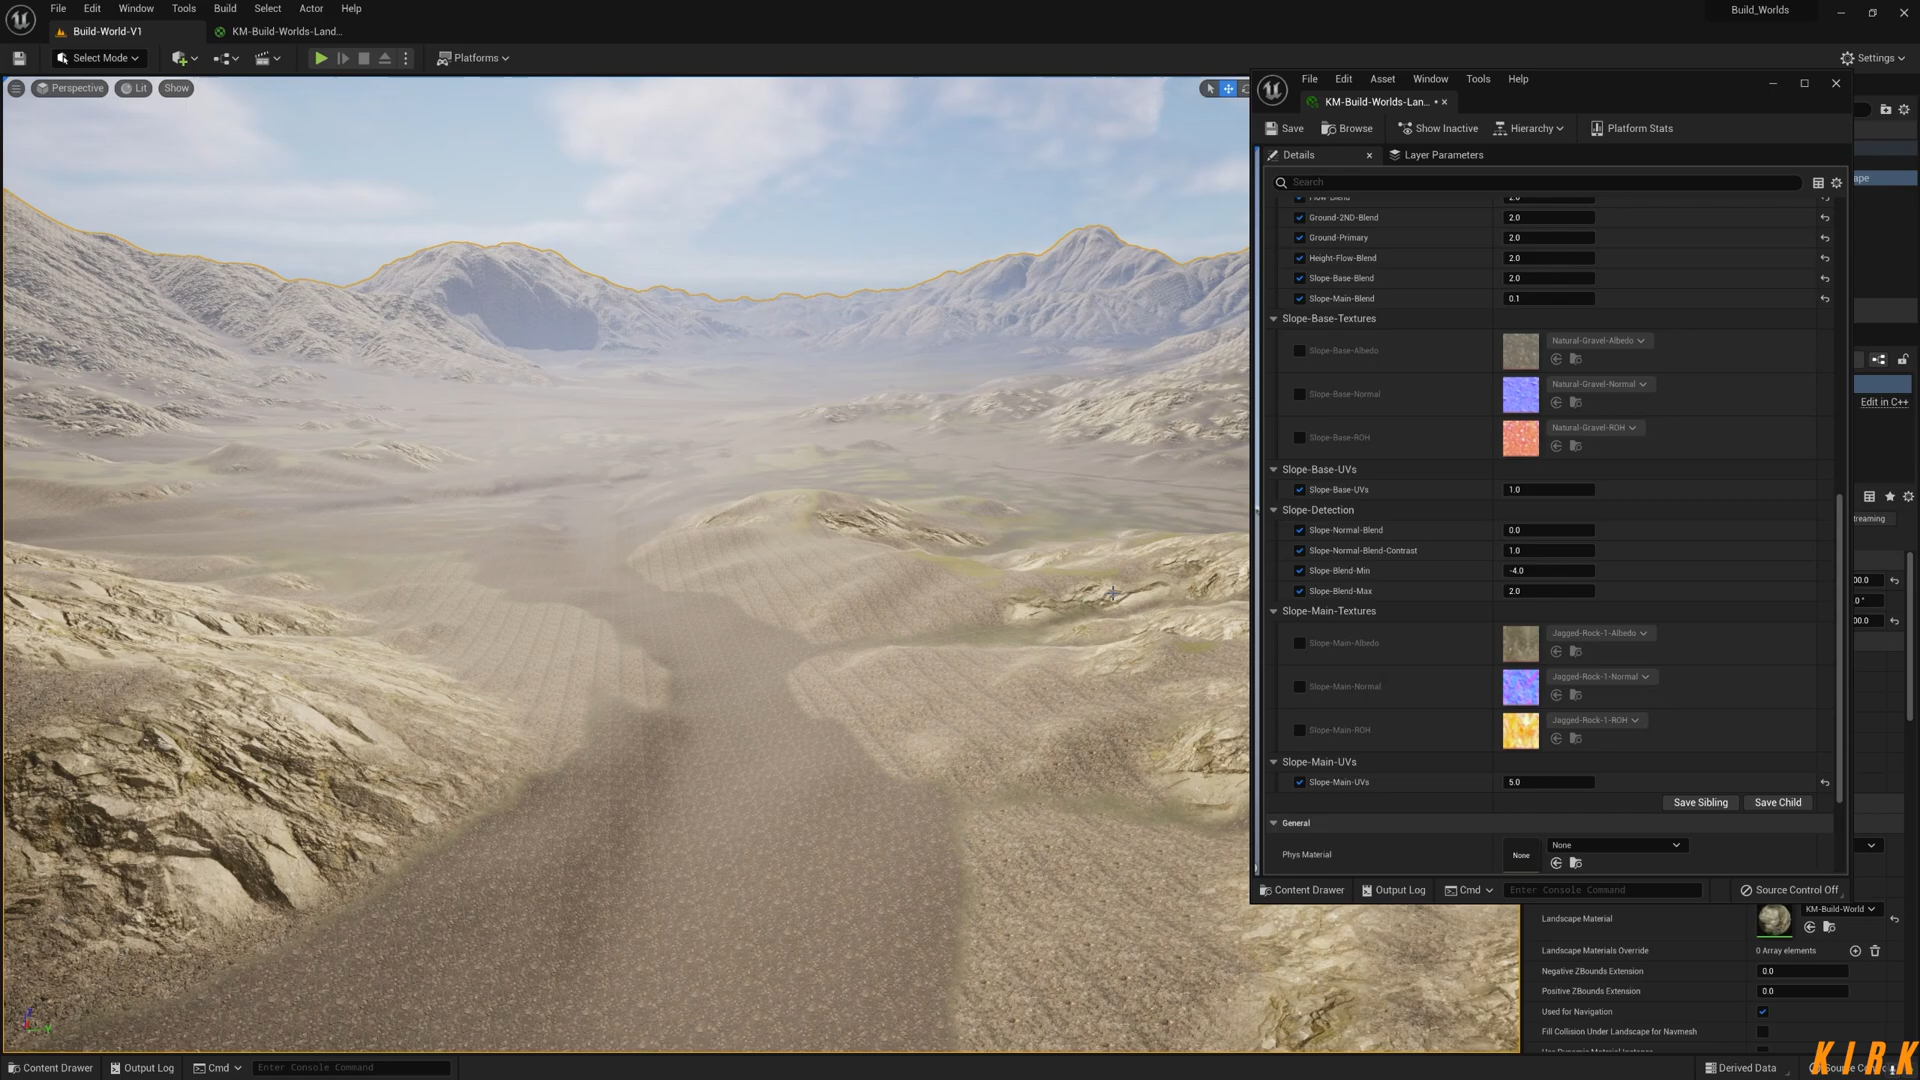 File Edit Window Tools Build Select Actor Help
Build_Worlds
Build-World-V1
KM-Build-Worlds-Land...
Select Mode
Platforms
Settings
Perspective
Lit
Show
File Edit Asset Window Tools Help
KM-Build-Worlds-Lan... •
Save
Browse
Show Inactive
Hierarchy
Platform Stats
Details
Layer Parameters
Search
Flow-Blend 2.0
Ground-2ND-Blend 2.0
Ground-Primary 2.0
Height-Flow-Blend 2.0
Slope-Base-Blend 2.0
Slope-Main-Blend 0.1
Slope-Base-Textures
Slope-Base-Albedo Natural-Gravel-Albedo
Slope-Base-Normal Natural-Gravel-Normal
Slope-Base-ROH Natural-Gravel-ROH
Slope-Base-UVs
Slope-Base-UVs 1.0
Slope-Detection
Slope-Normal-Blend 0.0
Slope-Normal-Blend-Contrast 1.0
Slope-Blend-Min -4.0
Slope-Blend-Max 2.0
Slope-Main-Textures
Slope-Main-Albedo Jagged-Rock-1-Albedo
Slope-Main-Normal Jagged-Rock-1-Normal
Slope-Main-ROH Jagged-Rock-1-ROH
Slope-Main-UVs
Slope-Main-UVs 5.0
Save Sibling
Save Child
General
Phys Material None None
Content Drawer
Output Log
Cmd
Enter Console Command
Source Control Off
ape
Edit in C++
treaming
00.0
.0 °
00.0
Landscape Material KM-Build-World
Landscape Materials Override 0 Array elements
Negative ZBounds Extension 0.0
Positive ZBounds Extension 0.0
Used for Navigation
Fill Collision Under Landscape for Navmesh
Content Drawer
Output Log
Cmd
Enter Console Command
Derived Data
KIRK